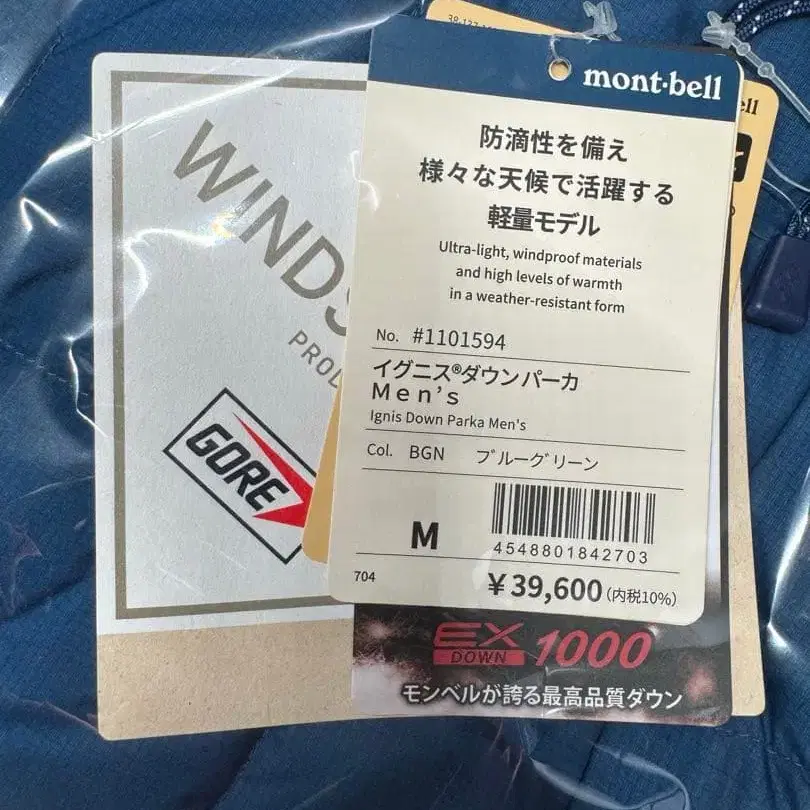 mont·bell
防滴性を備え
様々な天候で活躍する
軽量モデル
Ultra-light, windproof materials
and high levels of warmth
in a weather-resistant form
No. #1101594
イグニス®ダウンパーカ
Men's
Ignis Down Parka Men's
Col. BGN ブルーグリーン
M
4548801842703
704
¥39,600(内税10%)
EX
DOWN
1000
モンベルが誇る最高品質ダウン
GORE